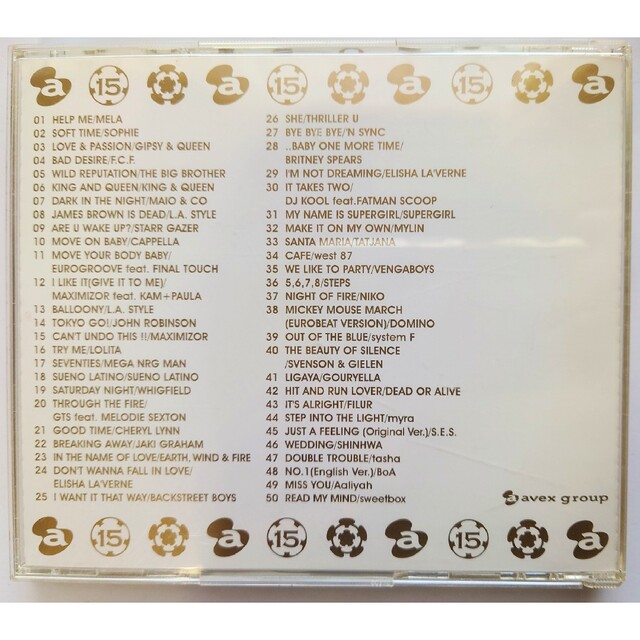 a 15 a 15 a 15 a
01 HELP ME/MELA
02 SOFT TIME/SOPHIE
03 LOVE & PASSION/GIPSY & QUEEN
04 BAD DESIRE/F.C.F.
05 WILD REPUTATION/THE BIG BROTHER
06 KING AND QUEEN/KING & QUEEN
07 DARK IN THE NIGHT/MAIO & CO
08 JAMES BROWN IS DEAD/L.A. STYLE
09 ARE U WAKE UP?/STARR GAZER
10 MOVE ON BABY/CAPPELLA
11 MOVE YOUR BODY BABY/
EUROGROOVE feat. FINAL TOUCH
12 I LIKE IT(GIVE IT TO ME)/
MAXIMIZOR feat. KAM+PAULA
13 BALLOONY/L.A. STYLE
14 TOKYO GO!/JOHN ROBINSON
15 CAN'T UNDO THIS !!/MAXIMIZOR
16 TRY ME/LOLITA
17 SEVENTIES/MEGA NRG MAN
18 SUENO LATINO/SUENO LATINO
19 SATURDAY NIGHT/WHIGFIELD
20 THROUGH THE FIRE/
GTS feat. MELODIE SEXTON
21 GOOD TIME/CHERYL LYNN
22 BREAKING AWAY/JAKI GRAHAM
23 IN THE NAME OF LOVE/EARTH, WIND & FIRE
24 DON'T WANNA FALL IN LOVE/
ELISHA LA'VERNE
25 I WANT IT THAT WAY/BACKSTREET BOYS
26 SHE/THRILLER U
27 BYE BYE BYE/'N SYNC
28 ..BABY ONE MORE TIME/
BRITNEY SPEARS
29 I'M NOT DREAMING/ELISHA LA'VERNE
30 IT TAKES TWO/
DJ KOOL feat.FATMAN SCOOP
31 MY NAME IS SUPERGIRL/SUPERGIRL
32 MAKE IT ON MY OWN/MYLIN
33 SANTA MARIA/TATJANA
34 CAFE/west 87
35 WE LIKE TO PARTY/VENGABOYS
36 5,6,7,8/STEPS
37 NIGHT OF FIRE/NIKO
38 MICKEY MOUSE MARCH
(EUROBEAT VERSION)/DOMINO
39 OUT OF THE BLUE/system F
40 THE BEAUTY OF SILENCE
/SVENSON & GIELEN
41 LIGAYA/GOURYELLA
42 HIT AND RUN LOVER/DEAD OR ALIVE
43 IT'S ALRIGHT/FILUR
44 STEP INTO THE LIGHT/myra
45 JUST A FEELING (Original Ver.)/S.E.S.
46 WEDDING/SHINHWA
47 DOUBLE TROUBLE/tasha
48 NO.1(English Ver.)/BoA
49 MISS YOU/Aaliyah
50 READ MY MIND/sweetbox
a avex group
a 15 a 15 a 15 a